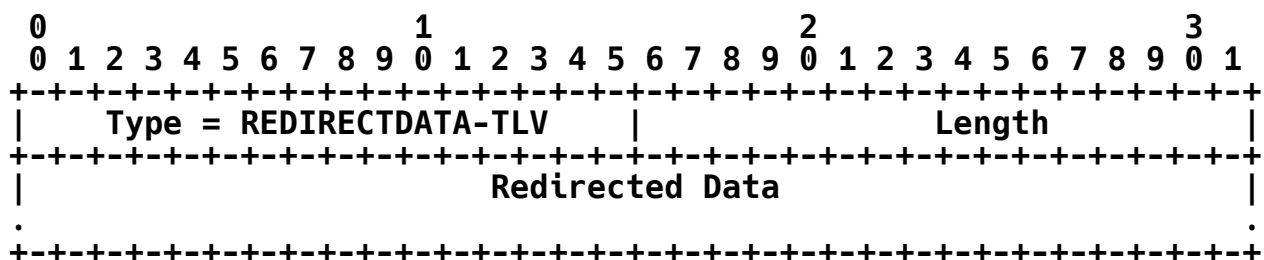 0                   1                   2                   3
 0 1 2 3 4 5 6 7 8 9 0 1 2 3 4 5 6 7 8 9 0 1 2 3 4 5 6 7 8 9 0 1
+-+-+-+-+-+-+-+-+-+-+-+-+-+-+-+-+-+-+-+-+-+-+-+-+-+-+-+-+-+-+-+-+
|    Type = REDIRECTDATA-TLV    |               Length          |
+-+-+-+-+-+-+-+-+-+-+-+-+-+-+-+-+-+-+-+-+-+-+-+-+-+-+-+-+-+-+-+-+
|                        Redirected Data                        |
.                                                               .
+-+-+-+-+-+-+-+-+-+-+-+-+-+-+-+-+-+-+-+-+-+-+-+-+-+-+-+-+-+-+-+-+